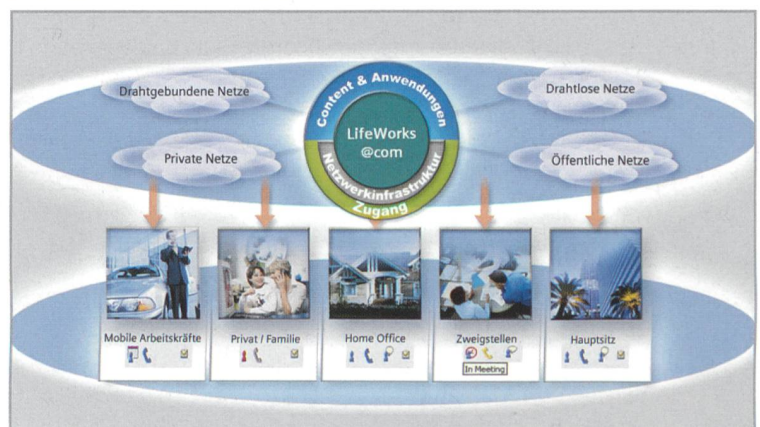 Drahtgebundene Netze
Drahtlose Netze
Content & Anwendungen
LifeWorks
@com
Private Netze
Öffentliche Netze
Netzwerkinfrastruktur
Zugang
Mobile Arbeitskräfte
Privat / Familie
Home Office
Zweigstellen
Hauptsitz
In Meeting